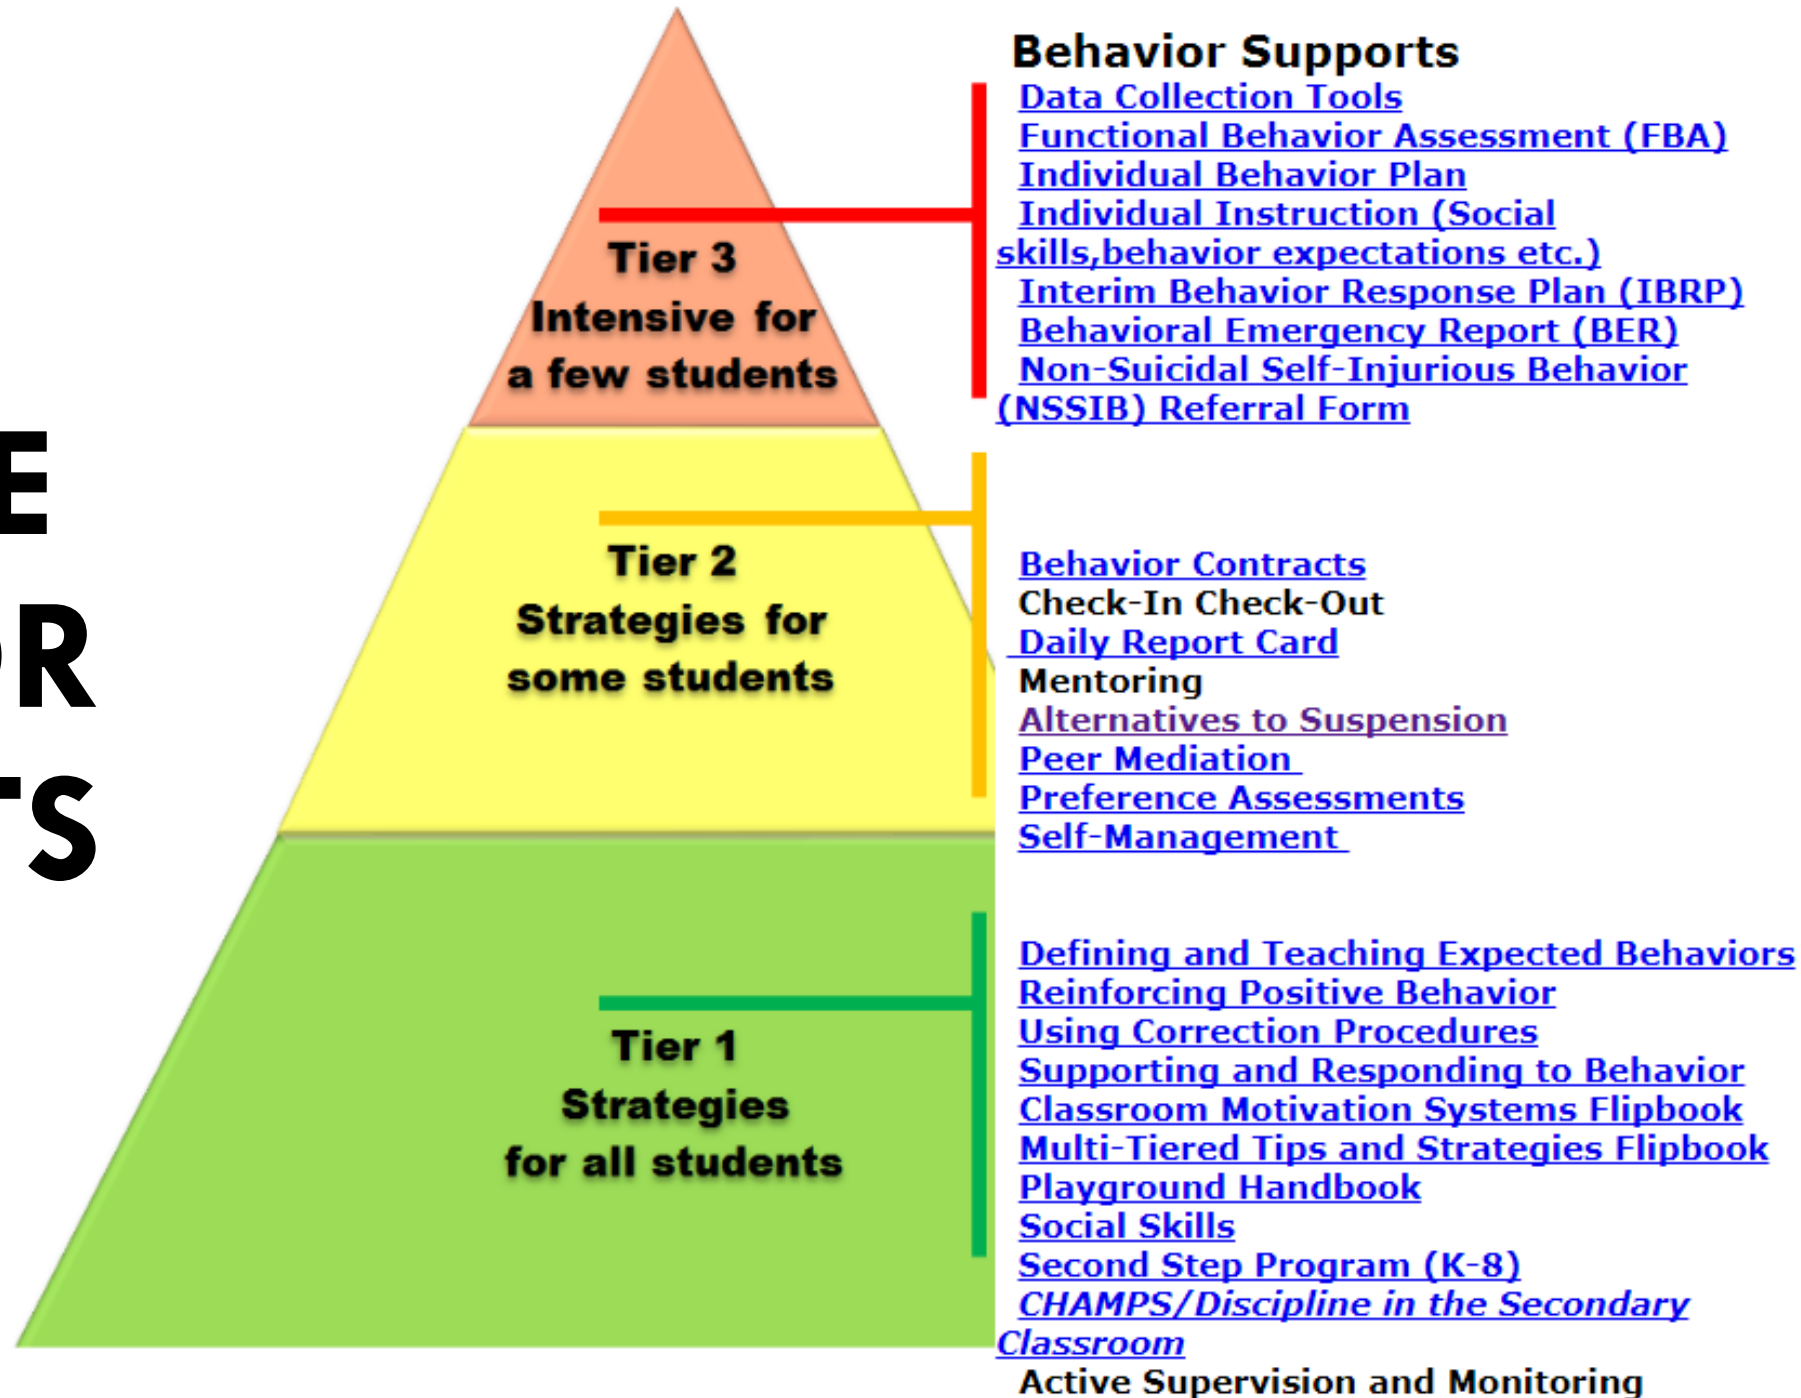 E
OR
TS
Tier 3
Intensive for
a few students
Tier 2
Strategies for
some students
Tier 1
Strategies
for all students
Behavior Supports
Data Collection Tools
Functional Behavior Assessment (FBA)
Individual Behavior Plan
Individual Instruction (Social
skills,behavior expectations etc.)
Interim Behavior Response Plan (IBRP)
Behavioral Emergency Report (BER)
Non-Suicidal Self-Injurious Behavior
(NSSIB) Referral Form
Behavior Contracts
Check-In Check-Out
Daily Report Card
Mentoring
Alternatives to Suspension
Peer Mediation
Preference Assessments
Self-Management
Defining and Teaching Expected Behaviors
Reinforcing Positive Behavior
Using Correction Procedures
Supporting and Responding to Behavior
Classroom Motivation Systems Flipbook
Multi-Tiered Tips and Strategies Flipbook
Playground Handbook
Social Skills
Second Step Program (K-8)
CHAMPS/Discipline in the Secondary
Classroom
Active Supervision and Monitoring